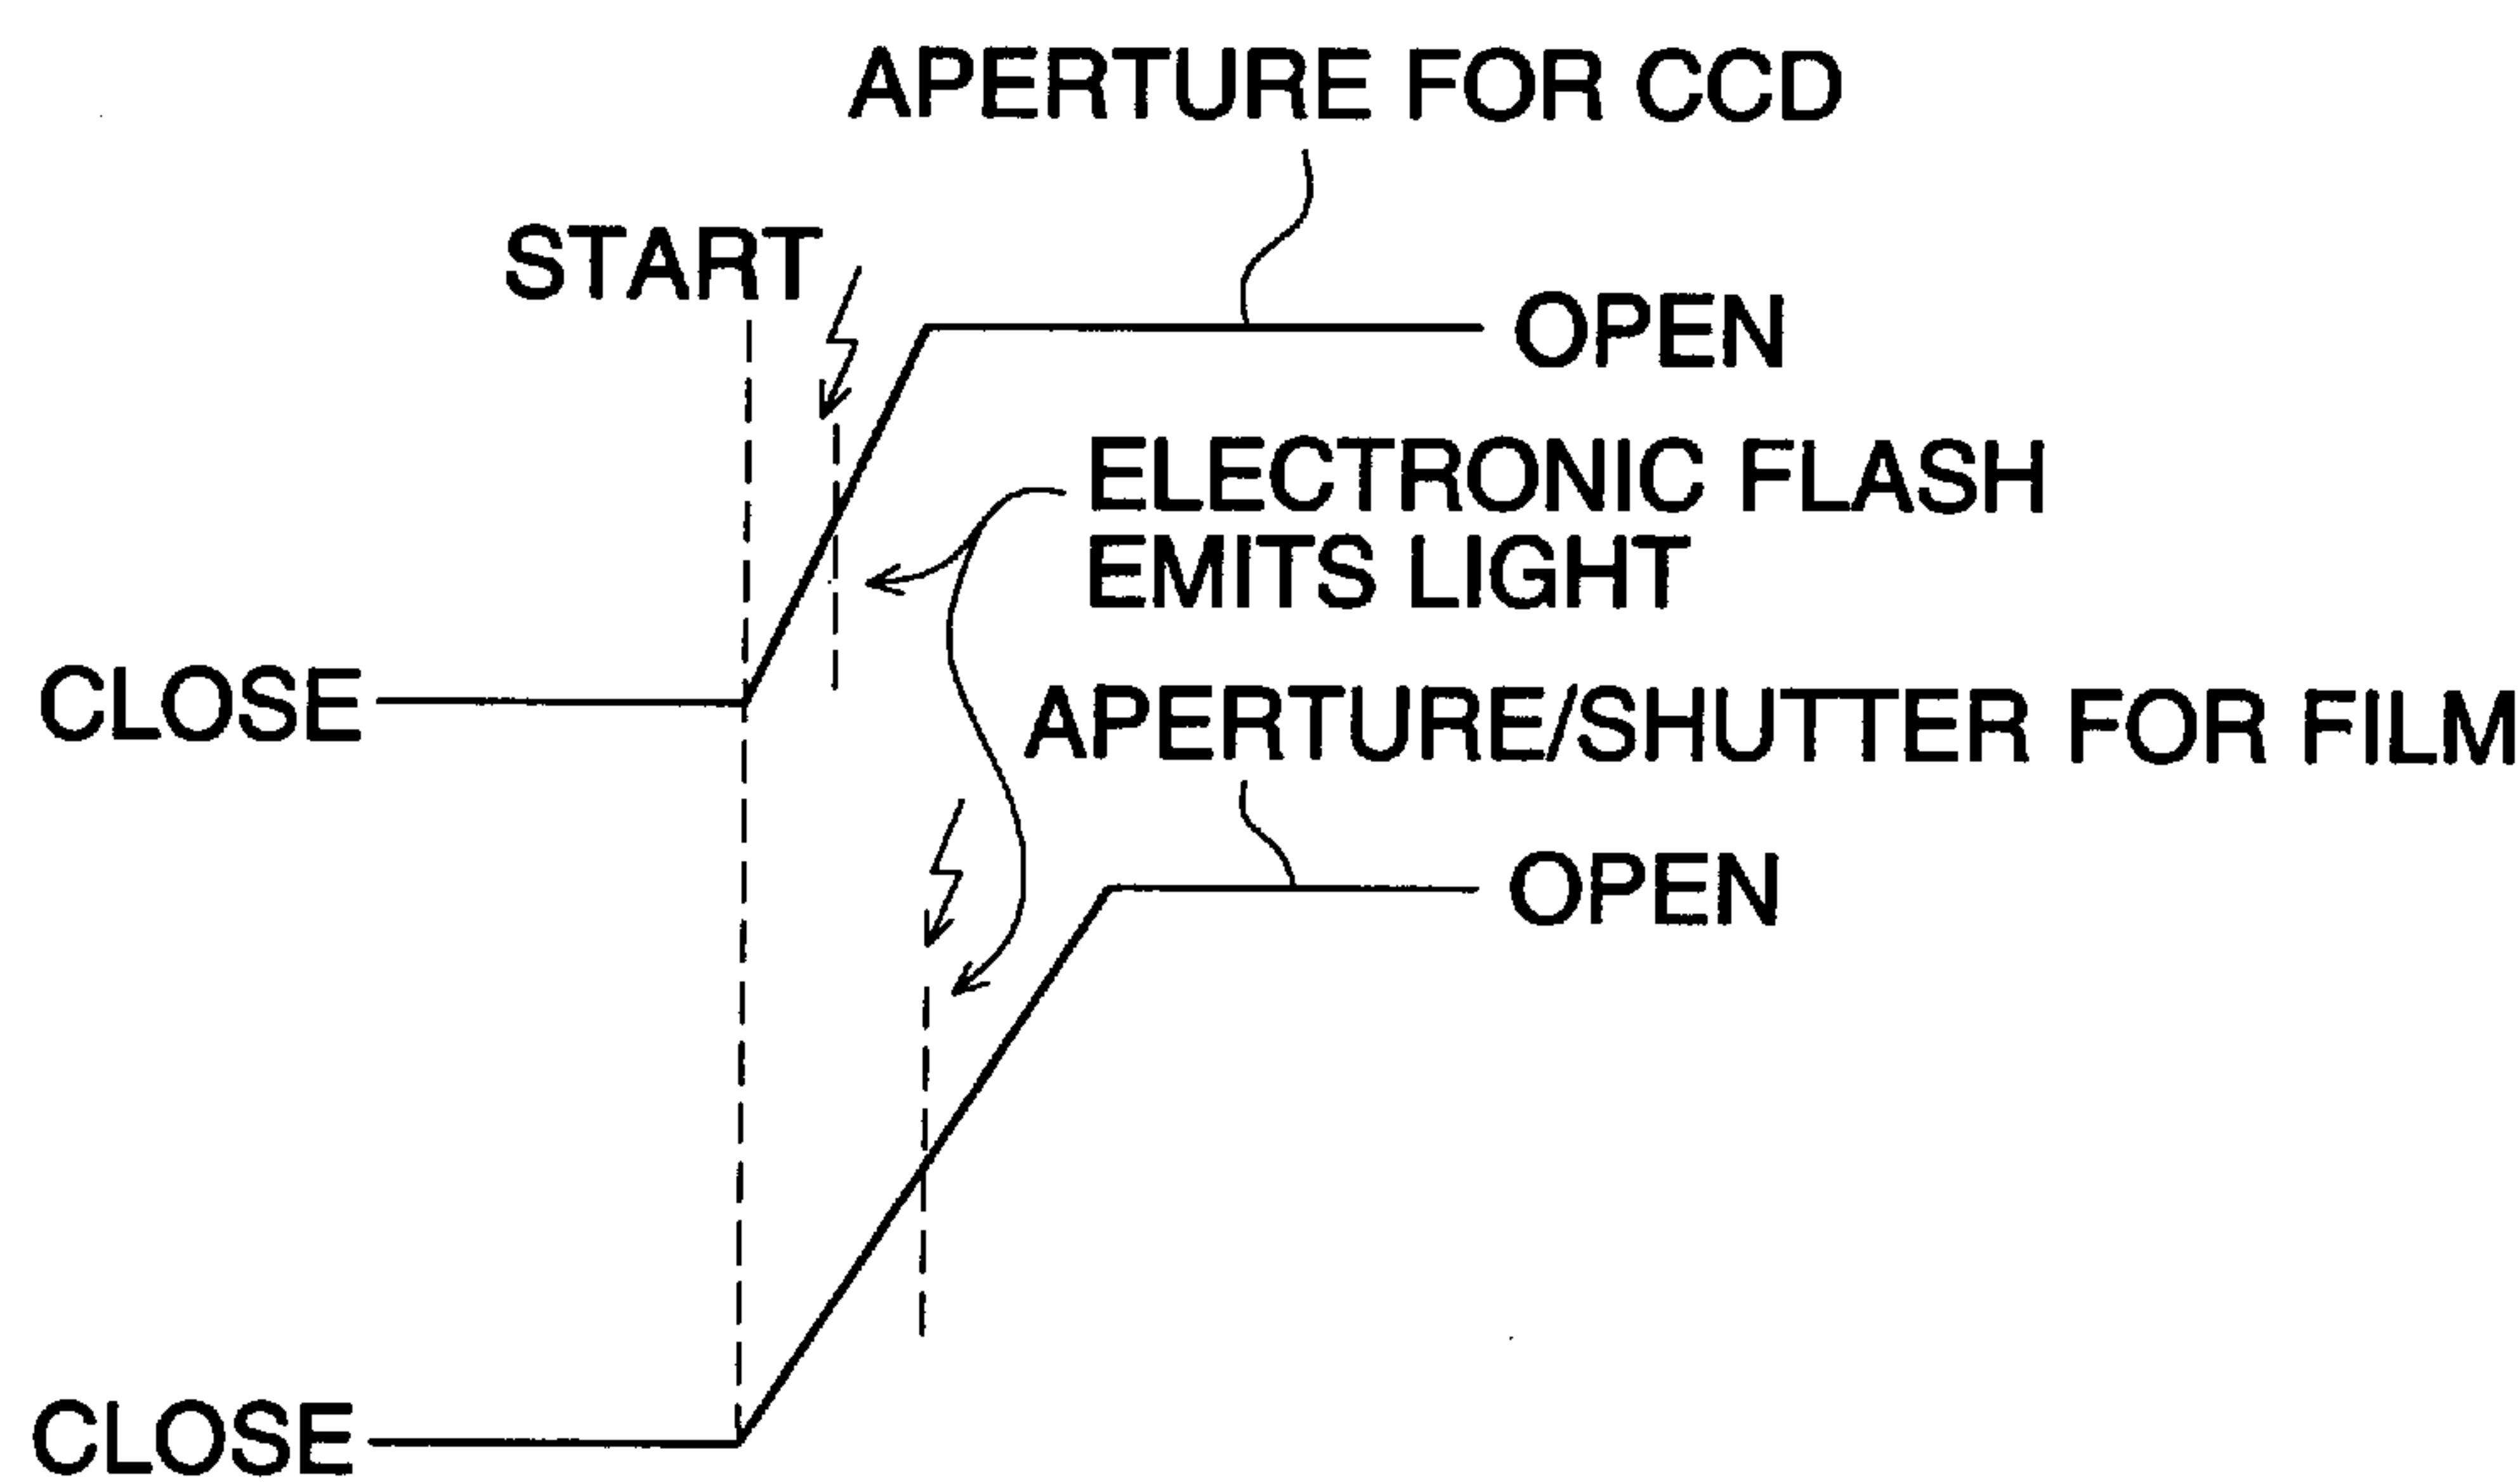 APERTURE FOR CCD
START
OPEN
ELECTRONIC FLASH
EMITS LIGHT
CLOSE
APERTURE/SHUTTER FOR FILM
OPEN
CLOSE